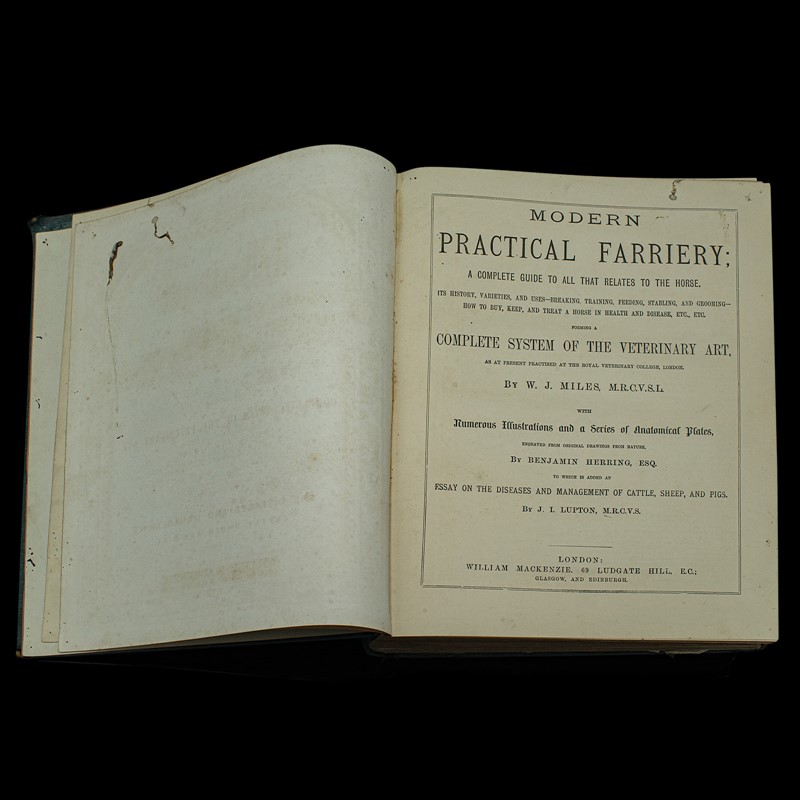 MODERN
PRACTICAL FARRIERY;
A COMPLETE GUIDE TO ALL THAT RELATES TO THE HORSE.
ITS HISTORY, VARIETIES, AND USES—BREAKING, TRAINING, FEEDING, STABLING, AND GROOMING—
HOW TO BUY, KEEP, AND TREAT A HORSE IN HEALTH AND DISEASE, ETC., ETC.
FORMING A
COMPLETE SYSTEM OF THE VETERINARY ART,
AS AT PRESENT PRACTISED AT THE ROYAL VETERINARY COLLEGE, LONDON.
BY W. J. MILES, M.R.C.V.S.L.
WITH
Numerous Illustrations and a Series of Anatomical Plates,
ENGRAVED FROM ORIGINAL DRAWINGS FROM NATURE,
BY BENJAMIN HERRING, ESQ.
TO WHICH IS ADDED AN
ESSAY ON THE DISEASES AND MANAGEMENT OF CATTLE, SHEEP, AND PIGS.
BY J. I. LUPTON, M.R.C.V.S.
LONDON:
WILLIAM MACKENZIE, 69 LUDGATE HILL, E.C.;
GLASGOW, AND EDINBURGH.